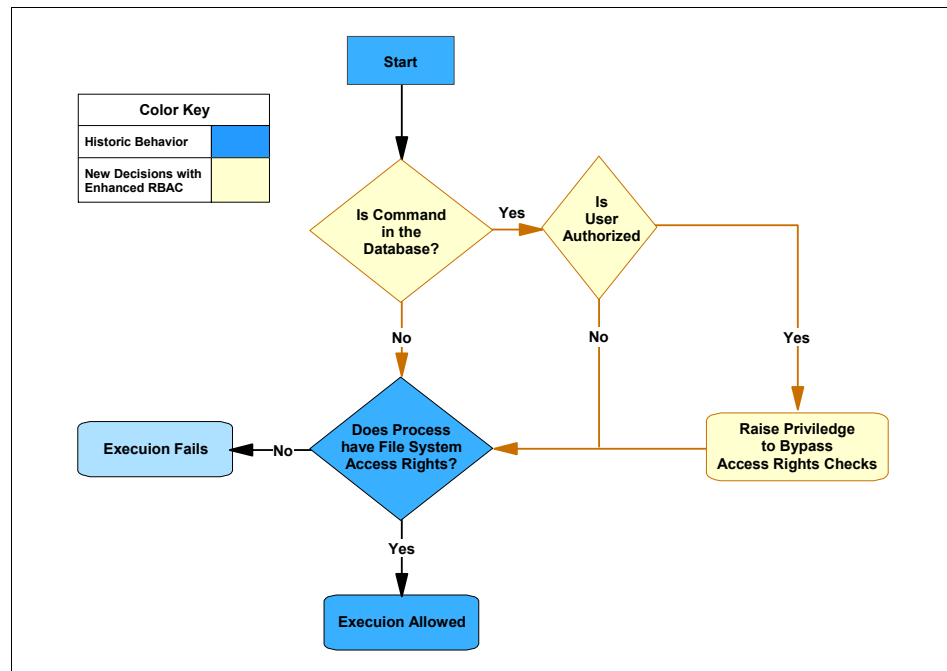 Start
Color Key
Historic Behavior
New Decisions with
Enhanced RBAC
Is Command
in the
Database?
Yes
Is
User
Authorized
No
No
Yes
Does Process
have File System
Access Rights?
No
Execuion Fails
Raise Priviledge
to Bypass
Access Rights Checks
Yes
Execuion Allowed